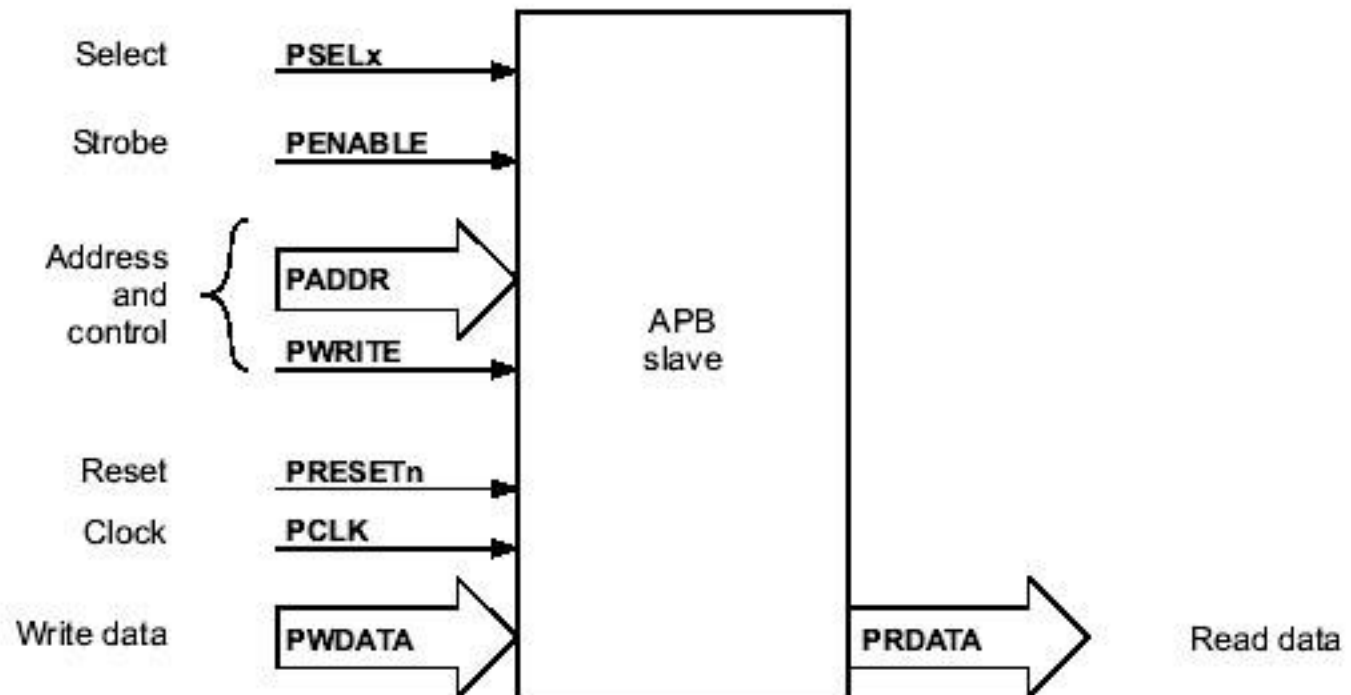 Select
PSELx
Strobe
PENABLE
Address
and
control
PADDR
PWRITE
APB
slave
Reset
PRESETn
Clock
PCLK
Write data
PWDATA
PRDATA
Read data